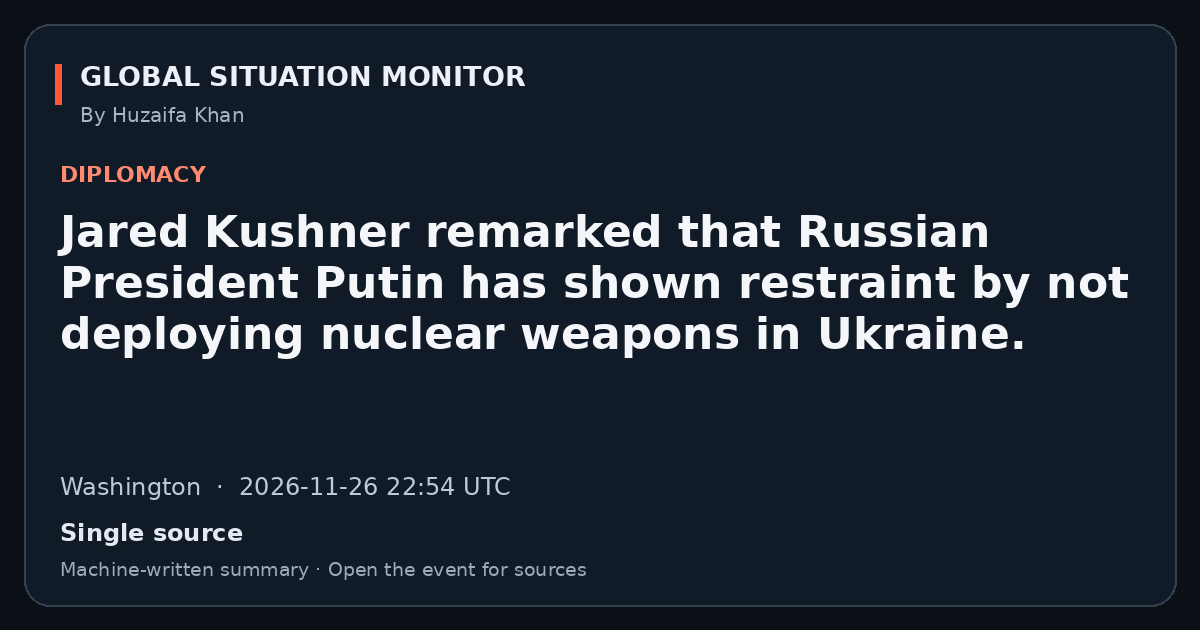 GLOBAL SITUATION MONITOR
By Huzaifa Khan
DIPLOMACY
Jared Kushner remarked that Russian
President Putin has shown restraint by not
deploying nuclear weapons in Ukraine.
Washington · 2026-11-26 22:54 UTC
Single source
Machine-written summary · Open the event for sources